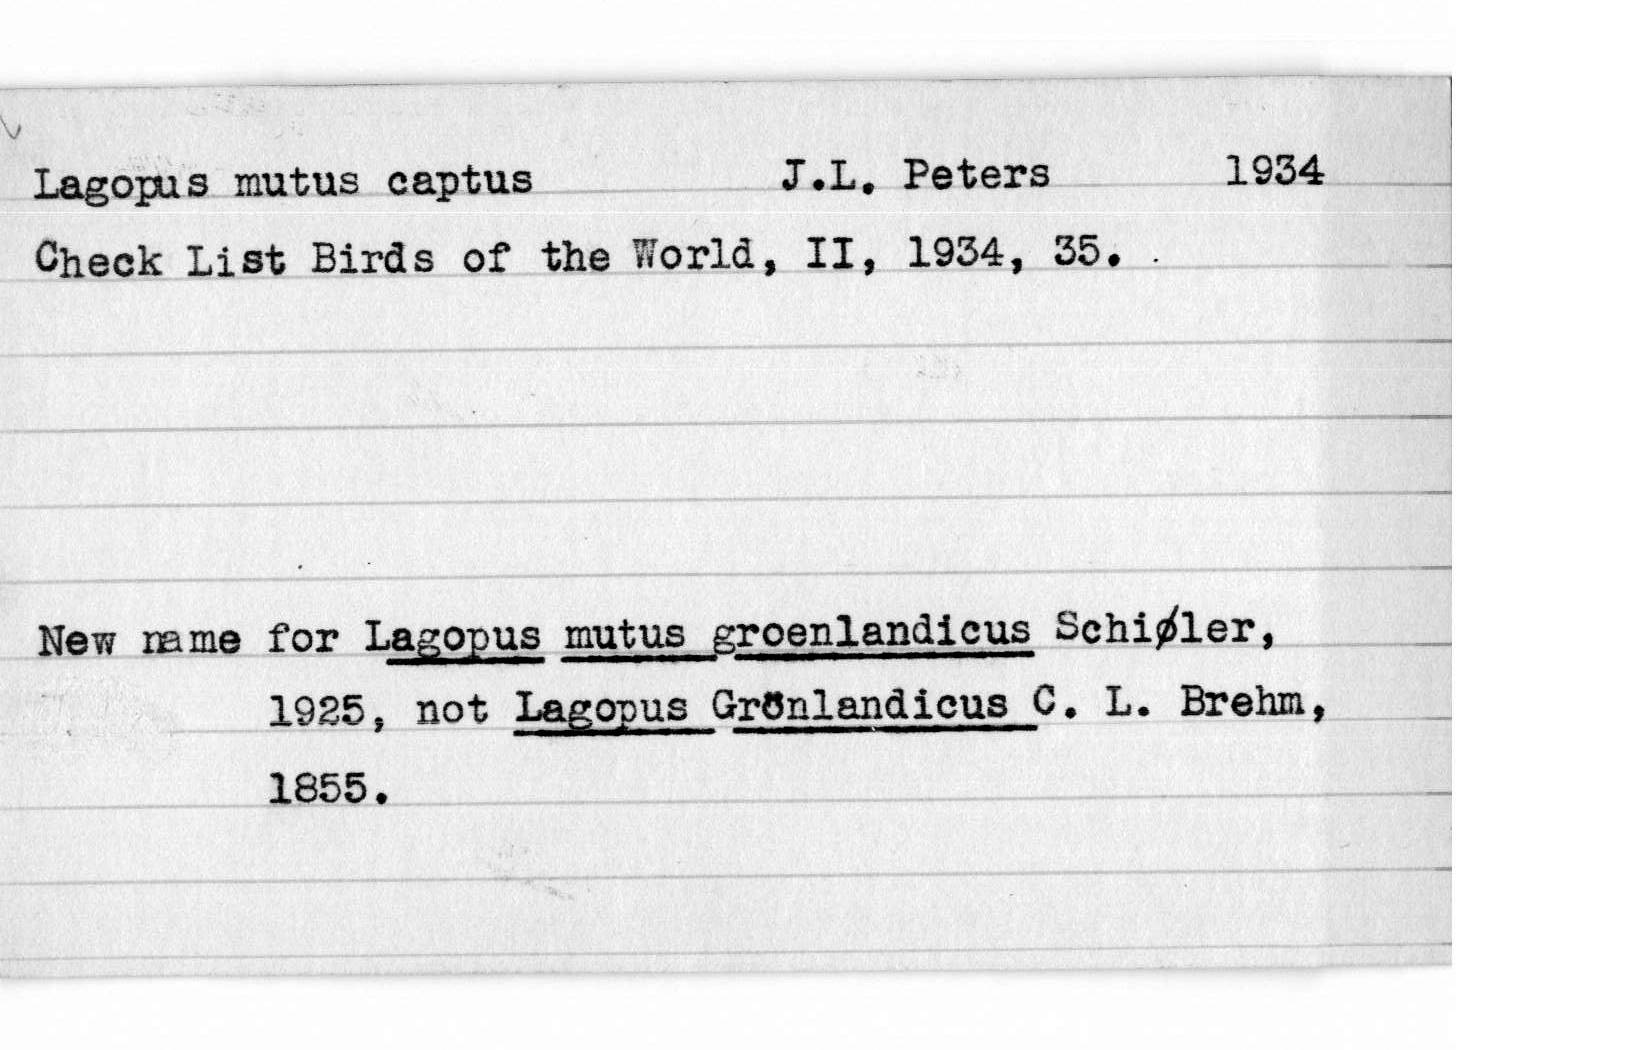 Lagopus mutus captus J.L. Peters 1934
Check List Birds of the World, II, 1934, 35.
New name for Lagopus mutus groenlandicus Schiøler,
1925, not Lagopus Grönlandicus C. L. Brehm,
1855.